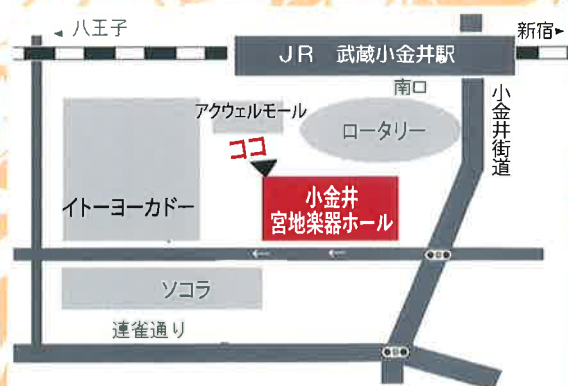 ◄ 八王子
新宿►
JR 武蔵小金井駅
南口
小金井街道
アクウェルモール
ロータリー
ココ
イトーヨーカドー
小金井
宮地楽器ホール
←
←
ソコラ
連雀通り